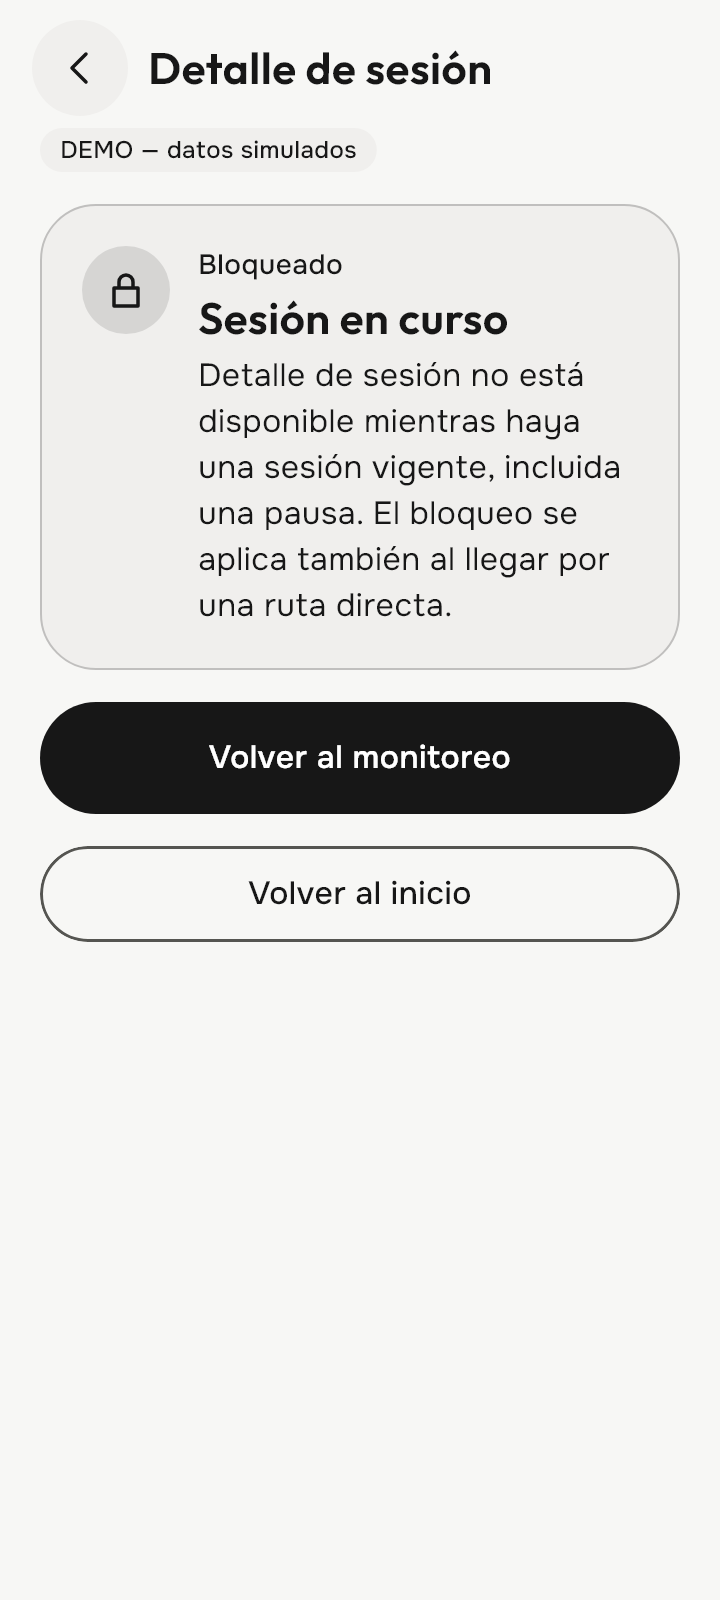 Detalle de sesión
DEMO — datos simulados
Bloqueado
Sesión en curso
Detalle de sesión no está
disponible mientras haya
una sesión vigente, incluida
una pausa. El bloqueo se
aplica también al llegar por
una ruta directa.
Volver al monitoreo
Volver al inicio